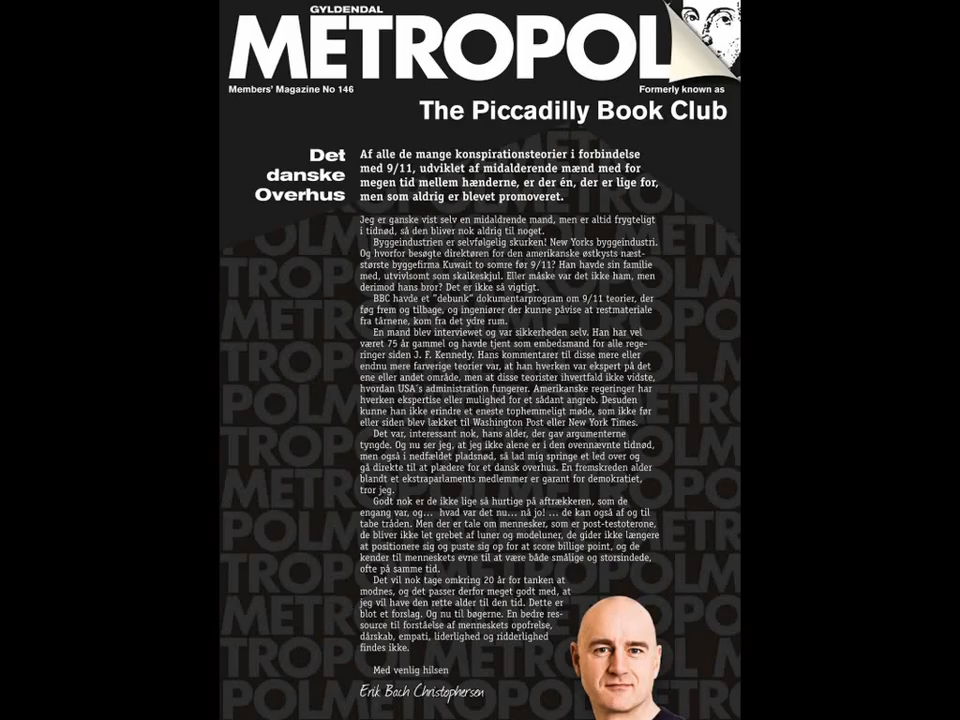 GYLDENDAL
METROPOL
Members' Magazine No 146
Formerly known as
The Piccadilly Book Club
Det
danske
Overhus
Af alle de mange konspirationsteorier i forbindelse
med 9/11, udviklet af midalderende mænd med for
megen tid mellem hænderne, er der én, der er lige for,
men som aldrig er blevet promoveret.
Jeg er ganske vist selv en midaldrende mand, men er altid frygteligt
i tidnød, så den bliver nok aldrig til noget.
Byggeindustrien er selvfølgelig skurken! New Yorks byggeindustri.
Og hvorfor besøgte direktøren for den amerikanske østkysts næst-
største byggefirma Kuwait to somre før 9/11? Han havde sin familie
med, utvivlsomt som skalkeskjul. Eller måske var det ikke ham, men
derimod hans bror? Det er ikke så vigtigt.
BBC havde et "debunk" dokumentarprogram om 9/11 teorier, der
føg frem og tilbage, og ingeniører der kunne påvise at restmateriale
fra tårnene, kom fra det ydre rum.
En mand blev interviewet og var sikkerheden selv. Han har vel
været 75 år gammel og havde tjent som embedsmand for alle rege-
ringer siden J. F. Kennedy. Hans kommentarer til disse mere eller
endnu mere farverige teorier var, at han hverken var ekspert på det
ene eller andet område, men at disse teorister ihvertfald ikke vidste,
hvordan USA's administration fungerer. Amerikanske regeringer har
hverken ekspertise eller mulighed for et sådant angreb. Desuden
kunne han ikke erindre et eneste tophemmeligt møde, som ikke før
eller siden blev lækket til Washington Post eller New York Times.
Det var, interessant nok, hans alder, der gav argumenterne
tyngde. Og nu ser jeg, at jeg ikke alene er i den ovennævnte tidnød,
men også i nedfældet pladsnød, så lad mig springe et led over og
gå direkte til at plædere for et dansk overhus. En fremskreden alder
blandt et ekstraparlaments medlemmer er garant for demokratiet,
tror jeg.
Godt nok er de ikke lige så hurtige på aftrækkeren, som de
engang var, og... hvad var det nu... nå jo! ... de kan også af og til
tabe tråden. Men der er tale om mennesker, som er post-testoterone,
de bliver ikke let grebet af luner og modeluner, de gider ikke længere
at positionere sig og puste sig op for at score billige point, og de
kender til menneskets evne til at være både smålige og storsindede,
ofte på samme tid.
Det vil nok tage omkring 20 år for tanken at
modnes, og det passer derfor meget godt med, at
jeg vil have den rette alder til den tid. Dette er
blot et forslag. Og nu til bøgerne. En bedre res-
source til forståelse af menneskets opofrelse,
dårskab, empati, liderlighed og ridderlighed
findes ikke.
Med venlig hilsen
Erik Bach Christophersen